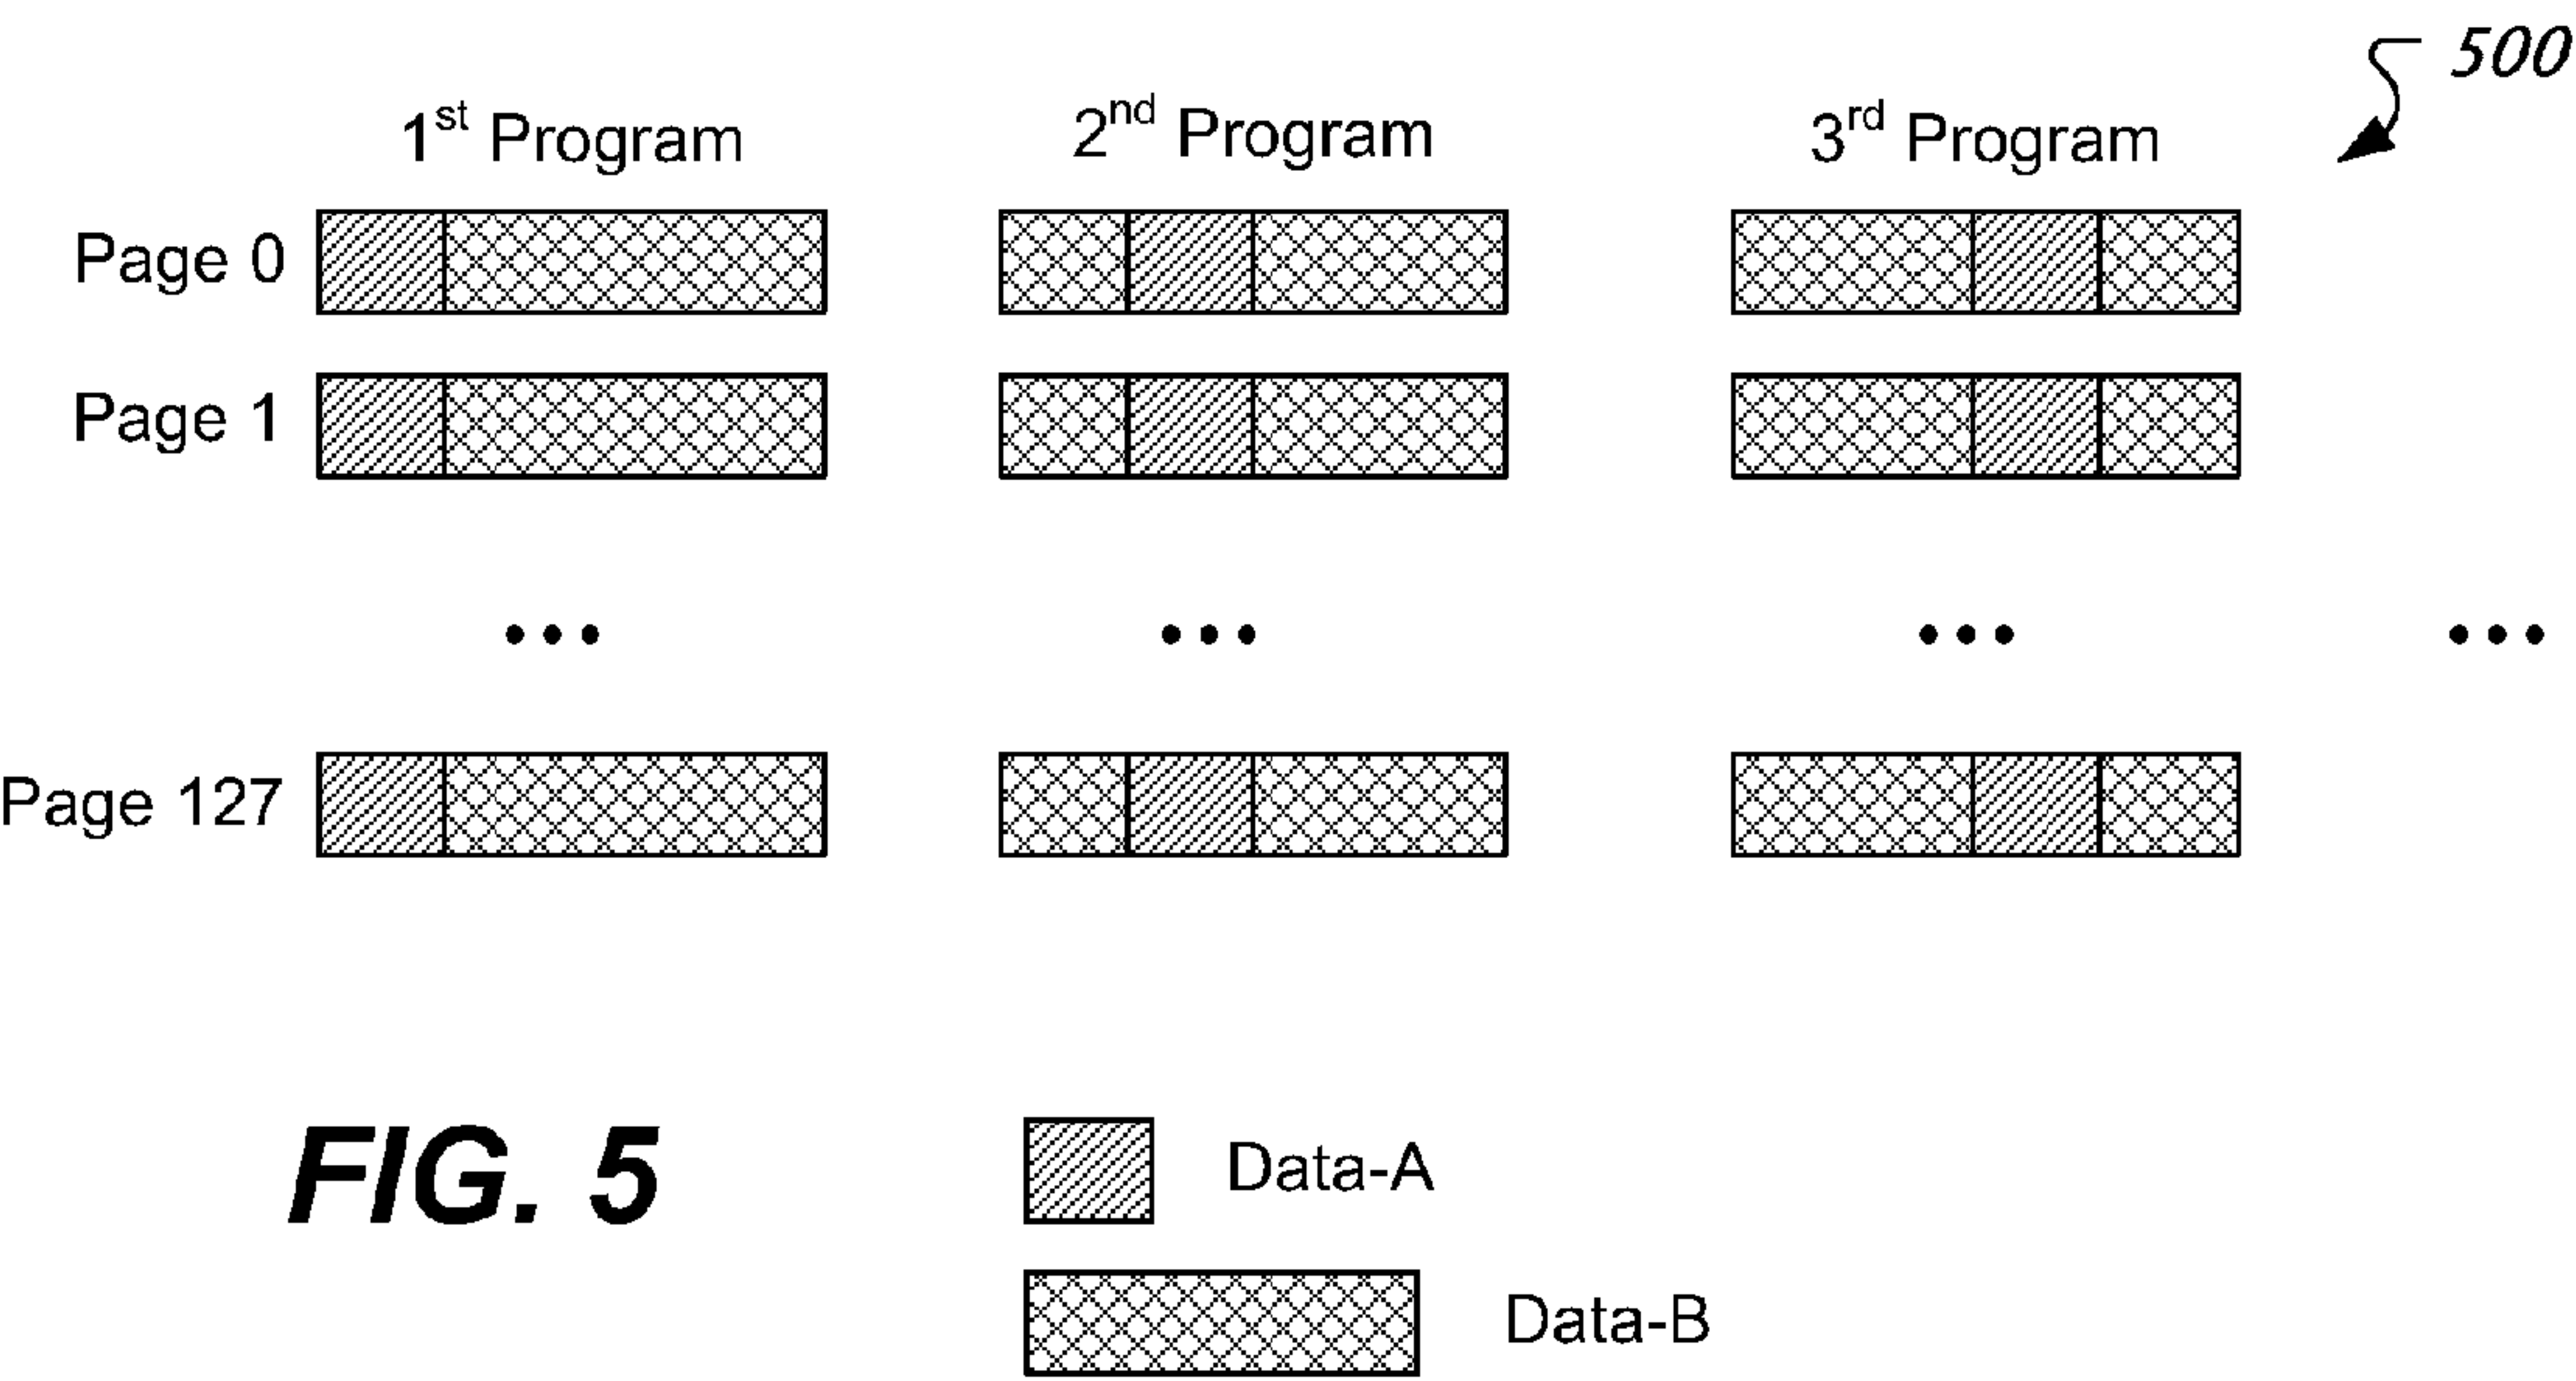 500
1st Program 2nd Program 3rd Program
Page 0
Page 1
...
Page 127
FIG. 5
Data-A
Data-B